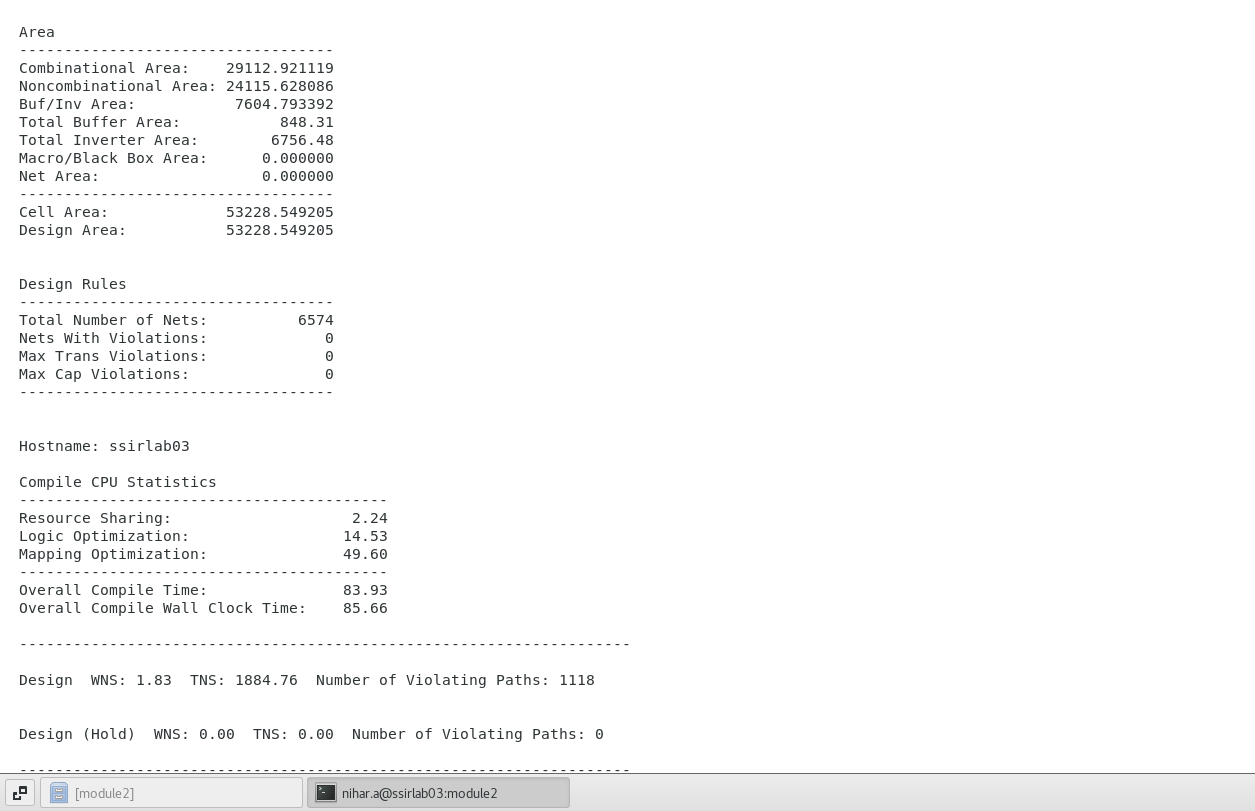 Area
-----------------------------------
Combinational Area:    29112.921119
Noncombinational Area: 24115.628086
Buf/Inv Area:           7604.793392
Total Buffer Area:           848.31
Total Inverter Area:        6756.48
Macro/Black Box Area:      0.000000
Net Area:                  0.000000
-----------------------------------
Cell Area:             53228.549205
Design Area:           53228.549205
Design Rules
-----------------------------------
Total Number of Nets:          6574
Nets With Violations:             0
Max Trans Violations:             0
Max Cap Violations:               0
-----------------------------------
Hostname: ssirlab03
Compile CPU Statistics
-----------------------------------------
Resource Sharing:                    2.24
Logic Optimization:                 14.53
Mapping Optimization:               49.60
-----------------------------------------
Overall Compile Time:               83.93
Overall Compile Wall Clock Time:    85.66
--------------------------------------------------------------------
Design  WNS: 1.83  TNS: 1884.76  Number of Violating Paths: 1118
Design (Hold)  WNS: 0.00  TNS: 0.00  Number of Violating Paths: 0
--------------------------------------------------------------------
[module2]
nihar.a@ssirlab03:module2